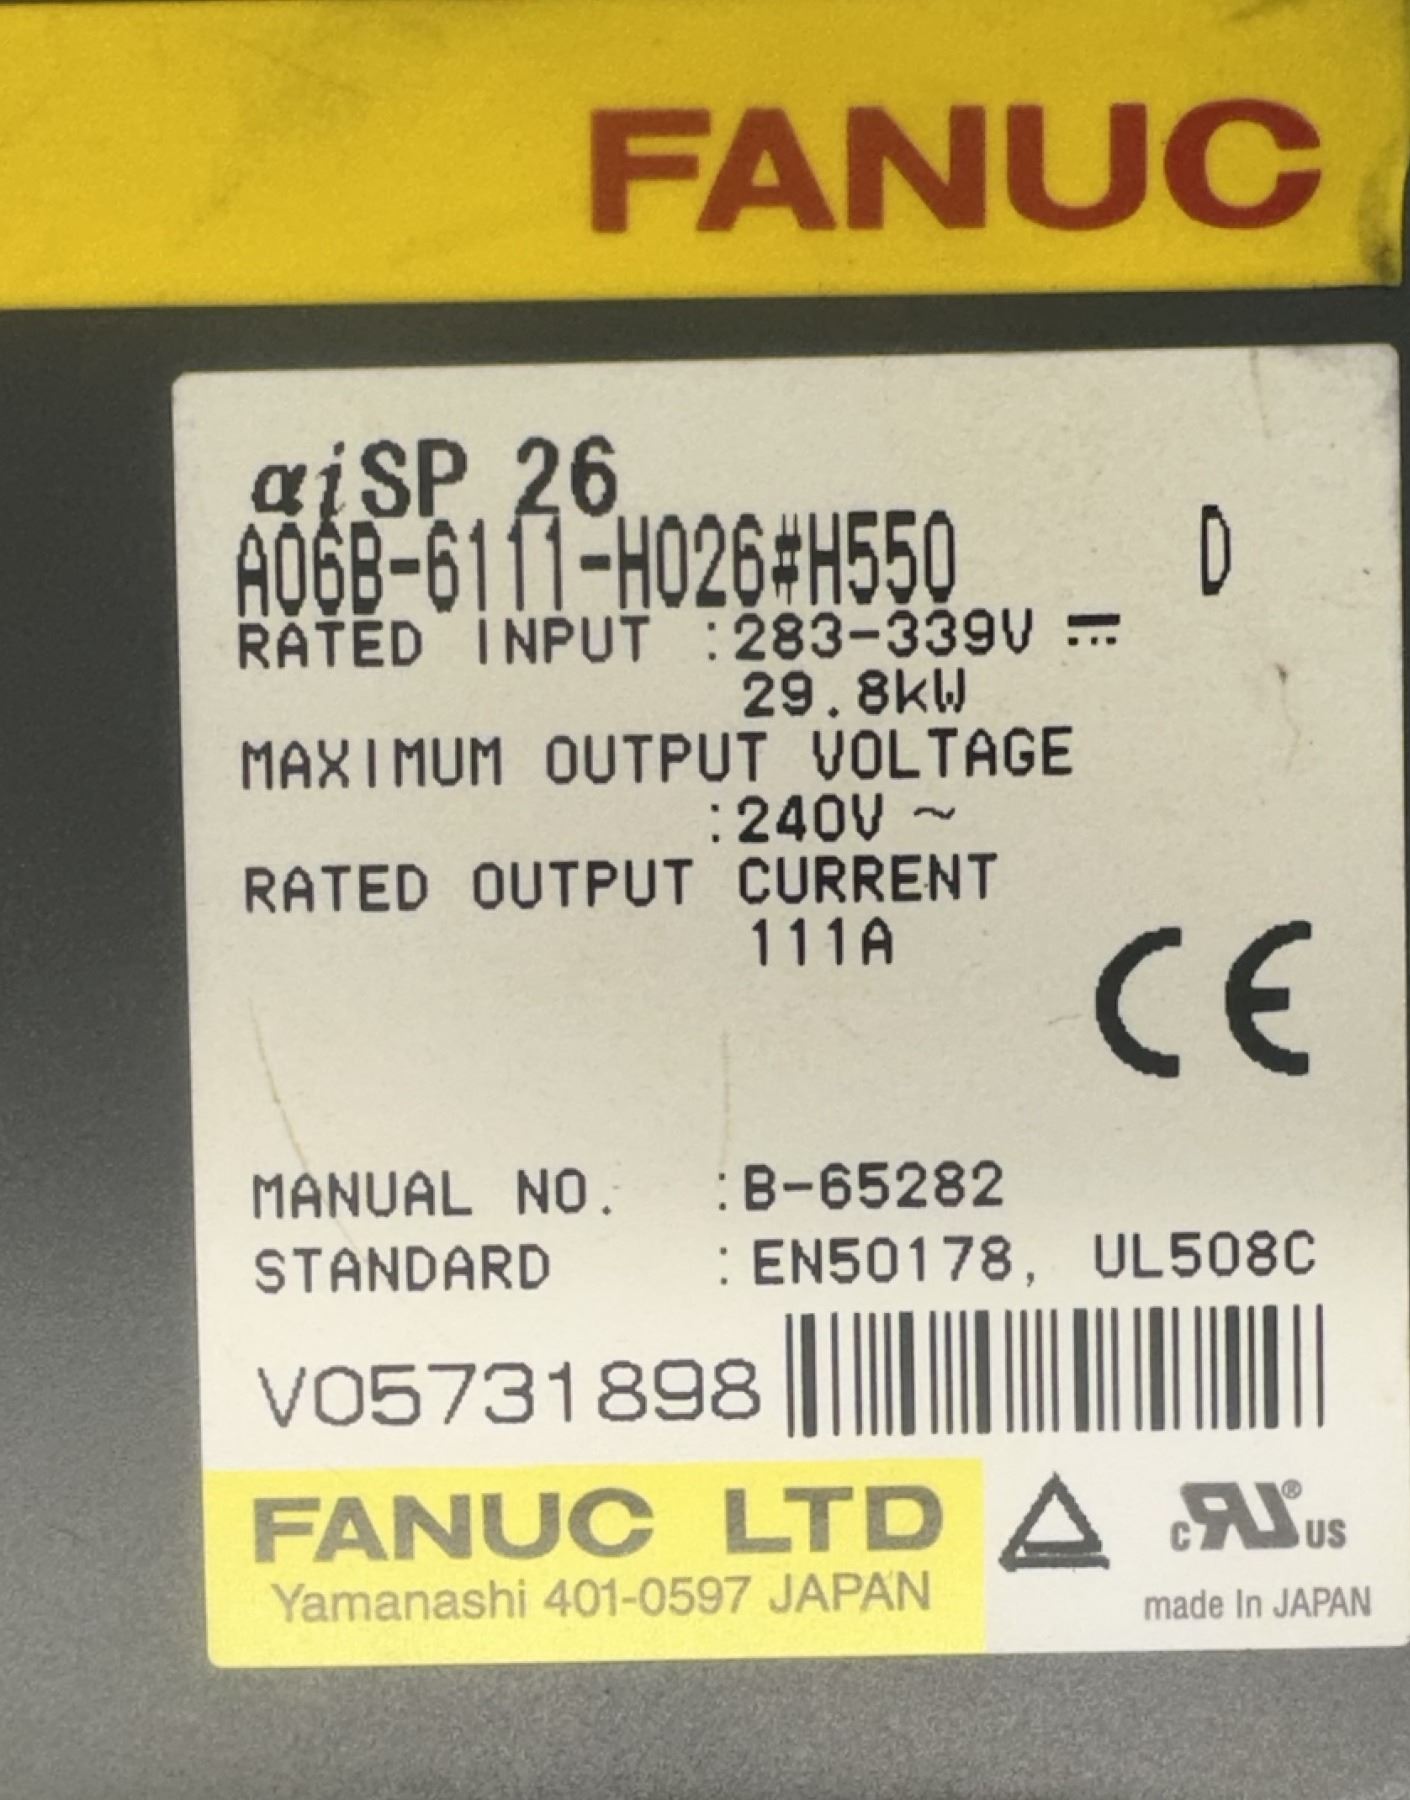 FANUC
αiSP 26
A06B-6111-H026#H550 D
RATED INPUT :283-339V ⎓
29.8kW
MAXIMUM OUTPUT VOLTAGE
:240V ~
RATED OUTPUT CURRENT
111A
CE
MANUAL NO. :B-65282
STANDARD :EN50178, UL508C
V05731898
FANUC LTD
Yamanashi 401-0597 JAPAN
c RU ® US
made In JAPAN